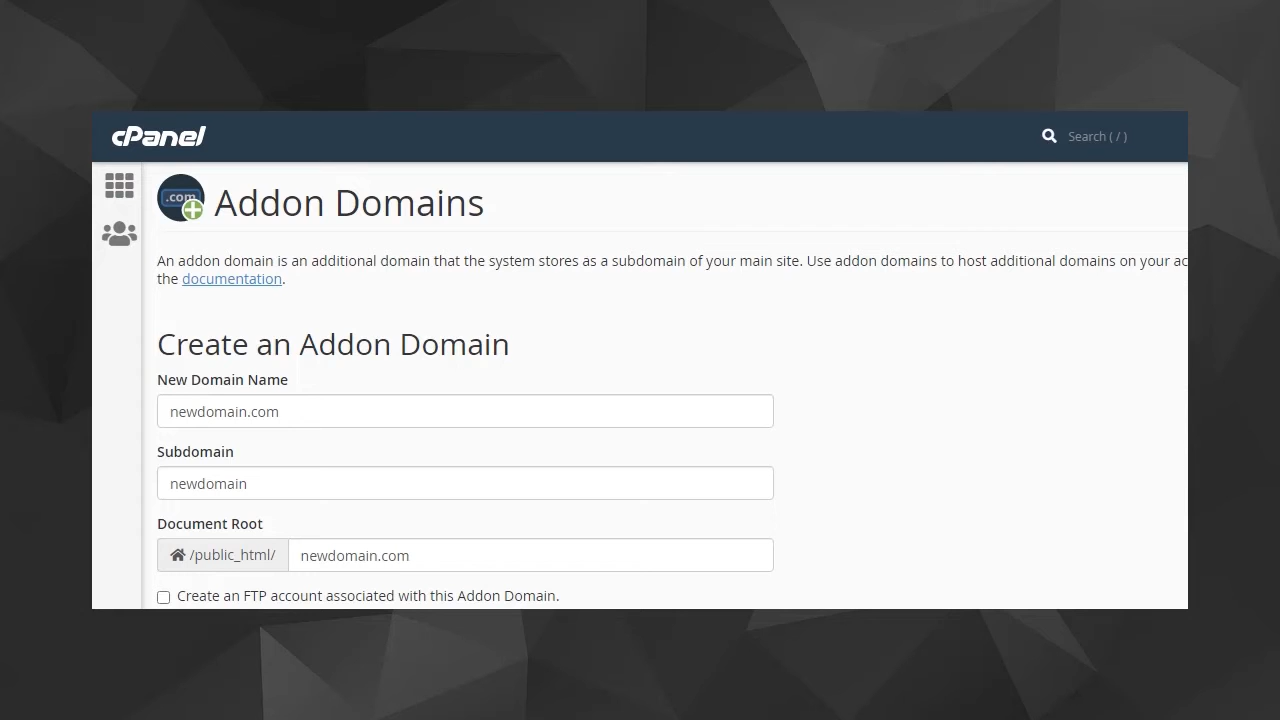 cPanel
Search ( / )
.com
Addon Domains
An addon domain is an additional domain that the system stores as a subdomain of your main site. Use addon domains to host additional domains on your ac
the documentation.
Create an Addon Domain
New Domain Name
newdomain.com
Subdomain
newdomain
Document Root
/public_html/ newdomain.com
Create an FTP account associated with this Addon Domain.